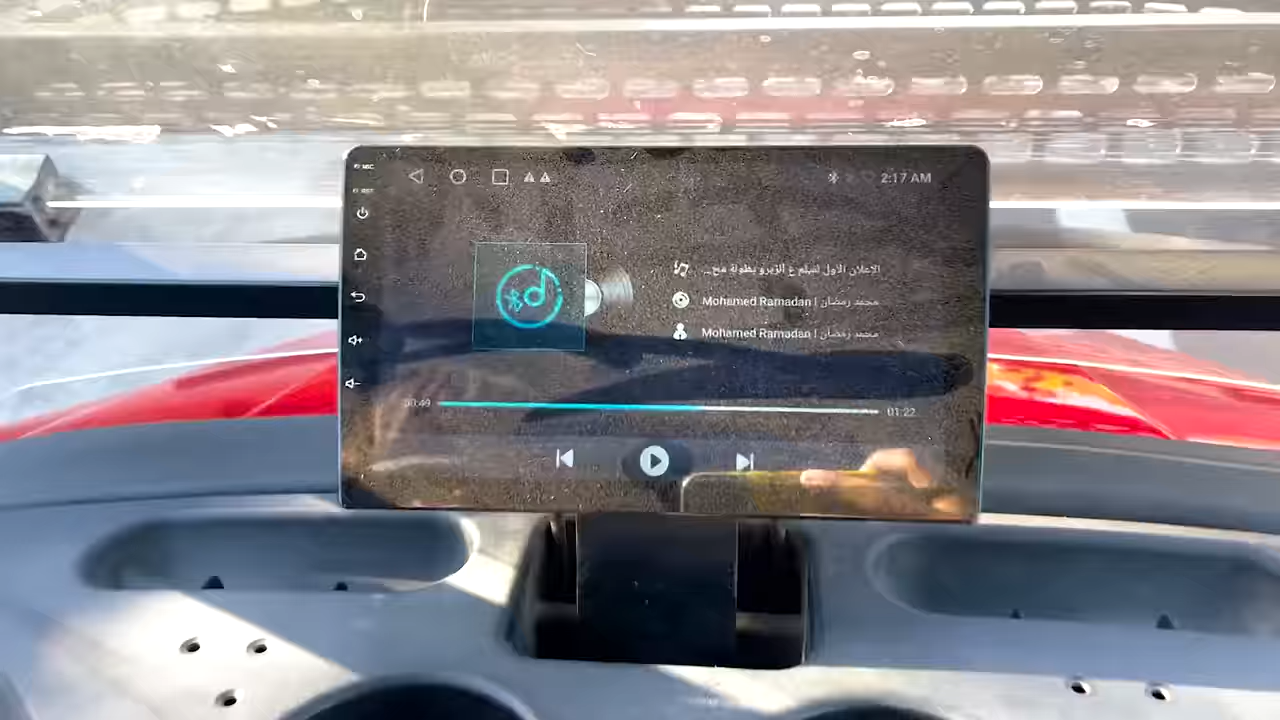 2:17 AM
الإعلان الأول لفيلم ع الزيرو بطولة مح...
Mohamed Ramadan | محمد رمضان
Mohamed Ramadan | محمد رمضان
00:49
01:22